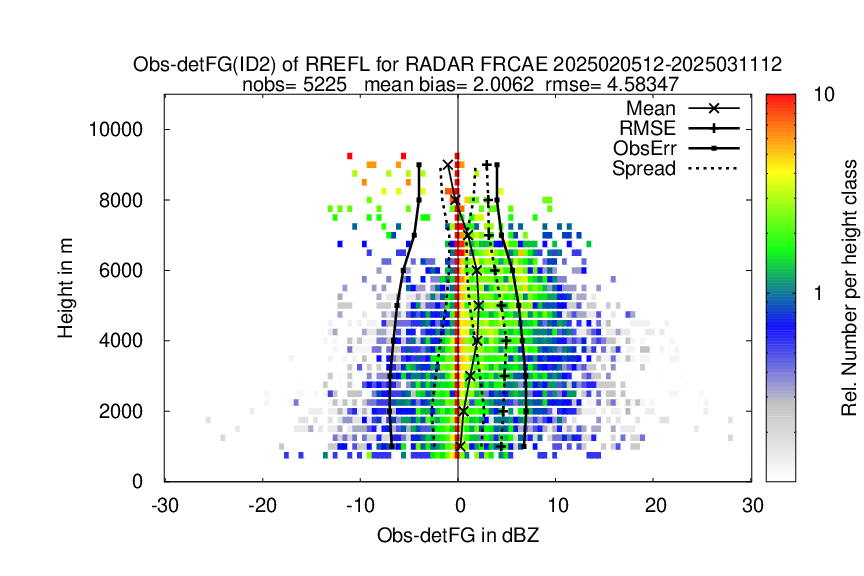 Obs-detFG(ID2) of RREFL for RADAR FRCAE 2025020512-2025031112
nobs= 5225 mean bias= 2.0062 rmse= 4.58347
Mean
RMSE
ObsErr
Spread
10000
8000
6000
4000
2000
0
Height in m
-30 -20 -10 0 10 20 30
Obs-detFG in dBZ
10
1
Rel. Number per height class